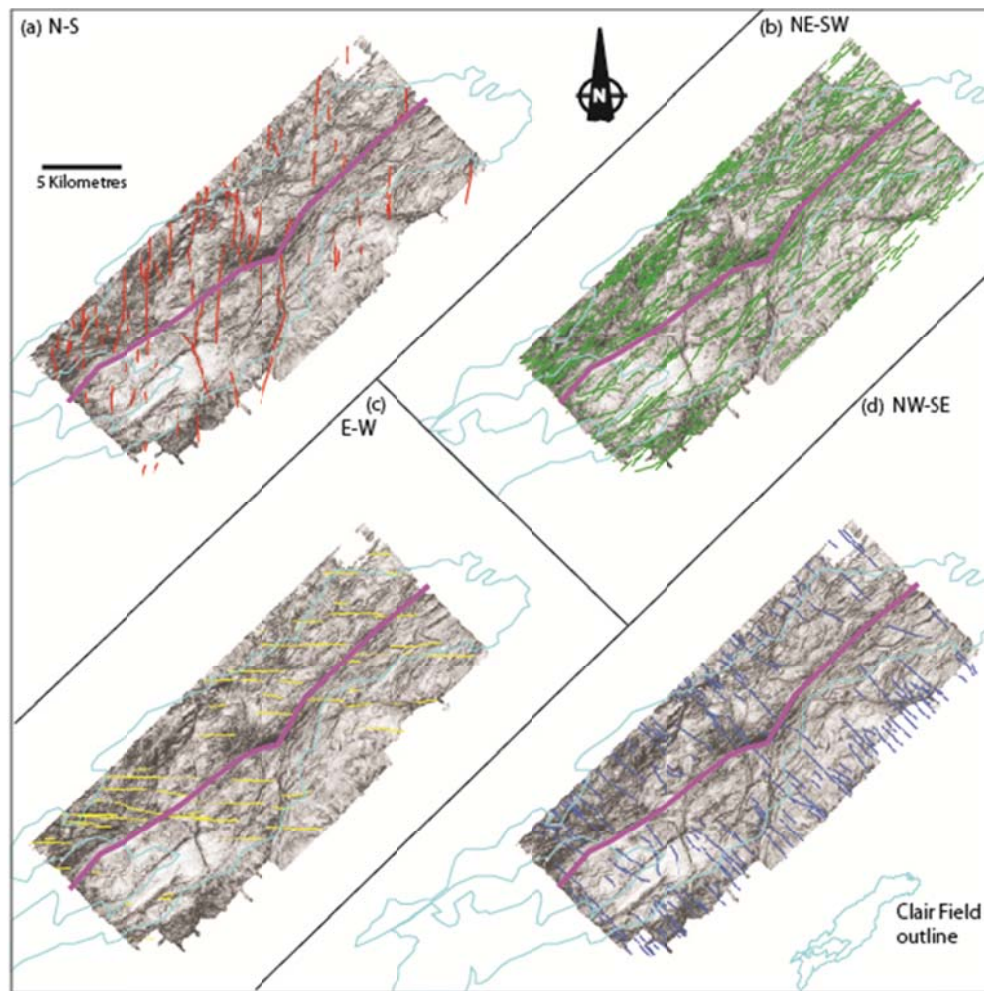 (a) N-S
(b)
NE-SW
N
5 Kilometres
(c)
E-W
(d)
NW-SE
Clair Field
outline